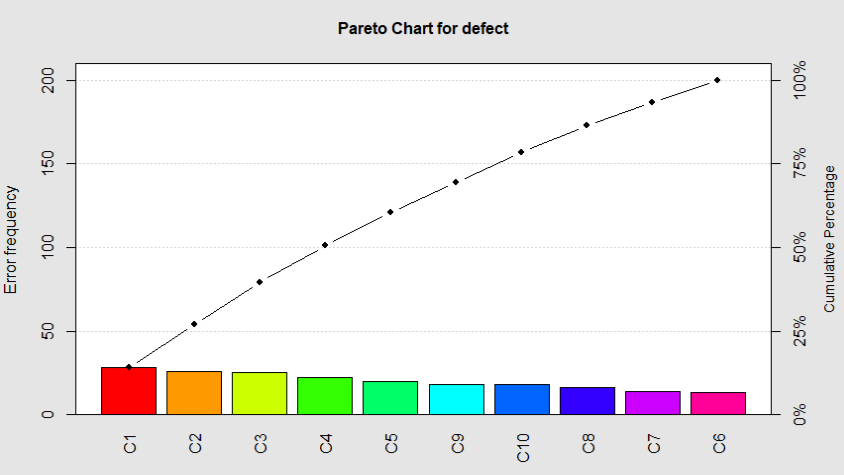 Pareto Chart for defect
Error frequency
200
150
100
50
0
100%
75%
50%
25%
0%
Cumulative Percentage
C1 C2 C3 C4 C5 C9 C10 C8 C7 C6